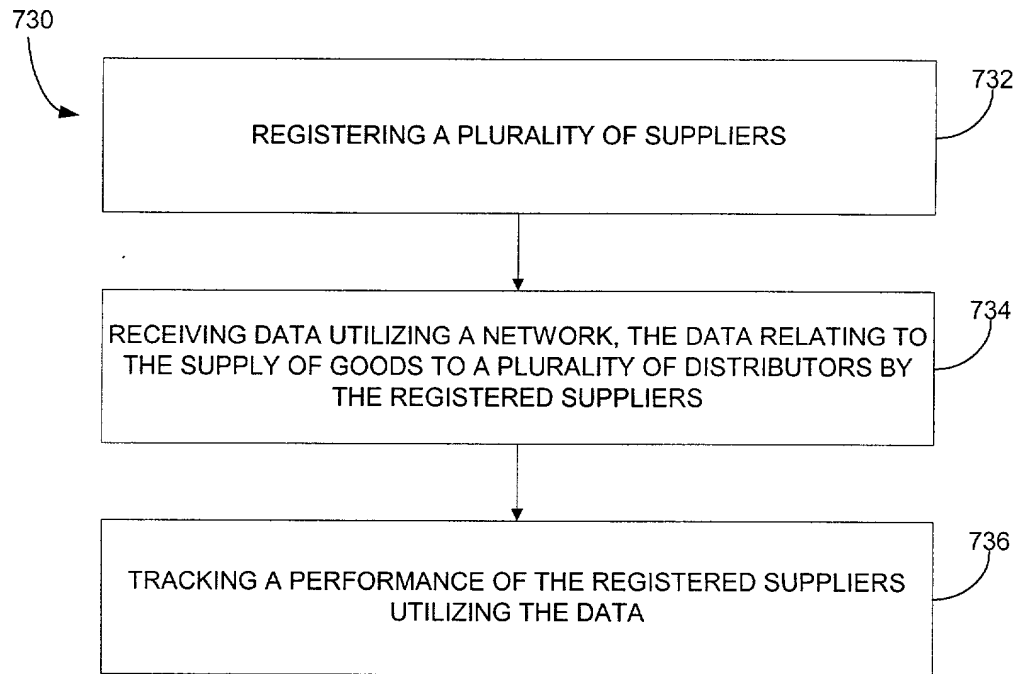 730
732
REGISTERING A PLURALITY OF SUPPLIERS
734
RECEIVING DATA UTILIZING A NETWORK, THE DATA RELATING TO
THE SUPPLY OF GOODS TO A PLURALITY OF DISTRIBUTORS BY
THE REGISTERED SUPPLIERS
736
TRACKING A PERFORMANCE OF THE REGISTERED SUPPLIERS
UTILIZING THE DATA